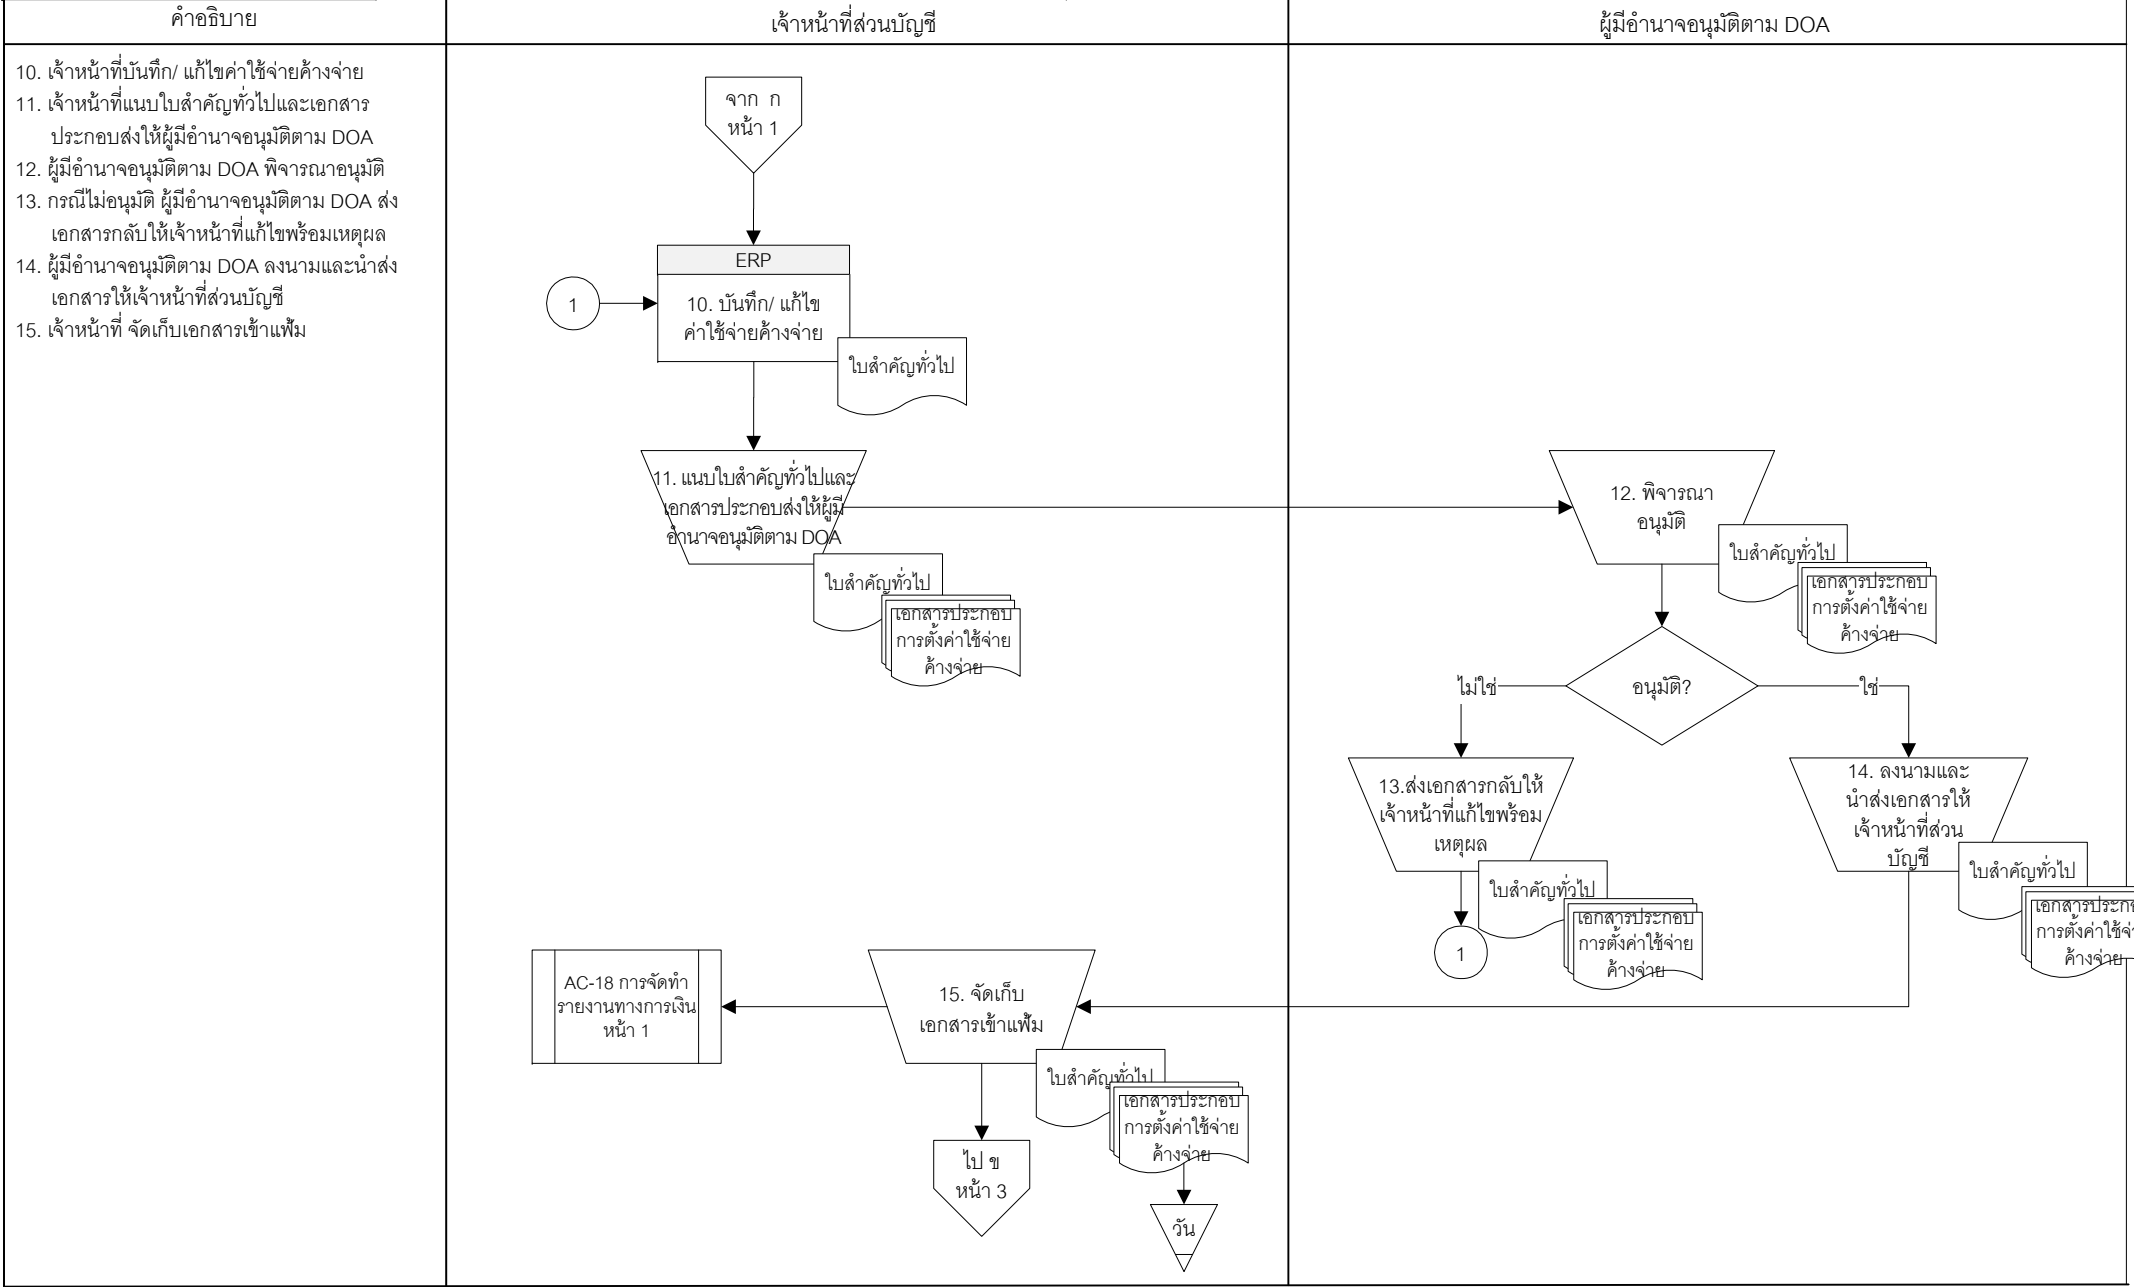 คำอธิบาย
เจ้าหน้าที่ส่วนบัญชี
ผู้มีอำนาจอนุมัติตาม DOA
10. เจ้าหน้าที่บันทึก/ แก้ไขค่าใช้จ่ายค้างจ่าย
11. เจ้าหน้าที่แนบใบสำคัญทั่วไปและเอกสาร
ประกอบส่งให้ผู้มีอำนาจอนุมัติตาม DOA
12. ผู้มีอำนาจอนุมัติตาม DOA พิจารณาอนุมัติ
13. กรณีไม่อนุมัติ ผู้มีอำนาจอนุมัติตาม DOA ส่ง
เอกสารกลับให้เจ้าหน้าที่แก้ไขพร้อมเหตุผล
14. ผู้มีอำนาจอนุมัติตาม DOA ลงนามและนำส่ง
เอกสารให้เจ้าหน้าที่ส่วนบัญชี
15. เจ้าหน้าที่ จัดเก็บเอกสารเข้าแฟ้ม
จาก ก
หน้า 1
ERP
1
10. บันทึก/ แก้ไข
ค่าใช้จ่ายค้างจ่าย
ใบสำคัญทั่วไป
11. แนบใบสำคัญทั่วไปและ
เอกสารประกอบส่งให้ผู้มี
อำนาจอนุมัติตาม DOA
ใบสำคัญทั่วไป
เอกสารประกอบ
การตั้งค่าใช้จ่าย
ค้างจ่าย
12. พิจารณา
อนุมัติ
ใบสำคัญทั่วไป
เอกสารประกอบ
การตั้งค่าใช้จ่าย
ค้างจ่าย
ไม่ใช่
อนุมัติ?
ใช่
13.ส่งเอกสารกลับให้
เจ้าหน้าที่แก้ไขพร้อม
เหตุผล
ใบสำคัญทั่วไป
เอกสารประกอบ
การตั้งค่าใช้จ่าย
ค้างจ่าย
1
14. ลงนามและ
นำส่งเอกสารให้
เจ้าหน้าที่ส่วน
บัญชี
ใบสำคัญทั่วไป
ค้างจ่าย
AC-18 การจัดทำ
รายงานทางการเงิน
หน้า 1
15. จัดเก็บ
เอกสารเข้าแฟ้ม
ใบสำคัญทั่วไป
เอกสารประกอบ
การตั้งค่าใช้จ่าย
ค้างจ่าย
ไป ข
หน้า 3
วัน